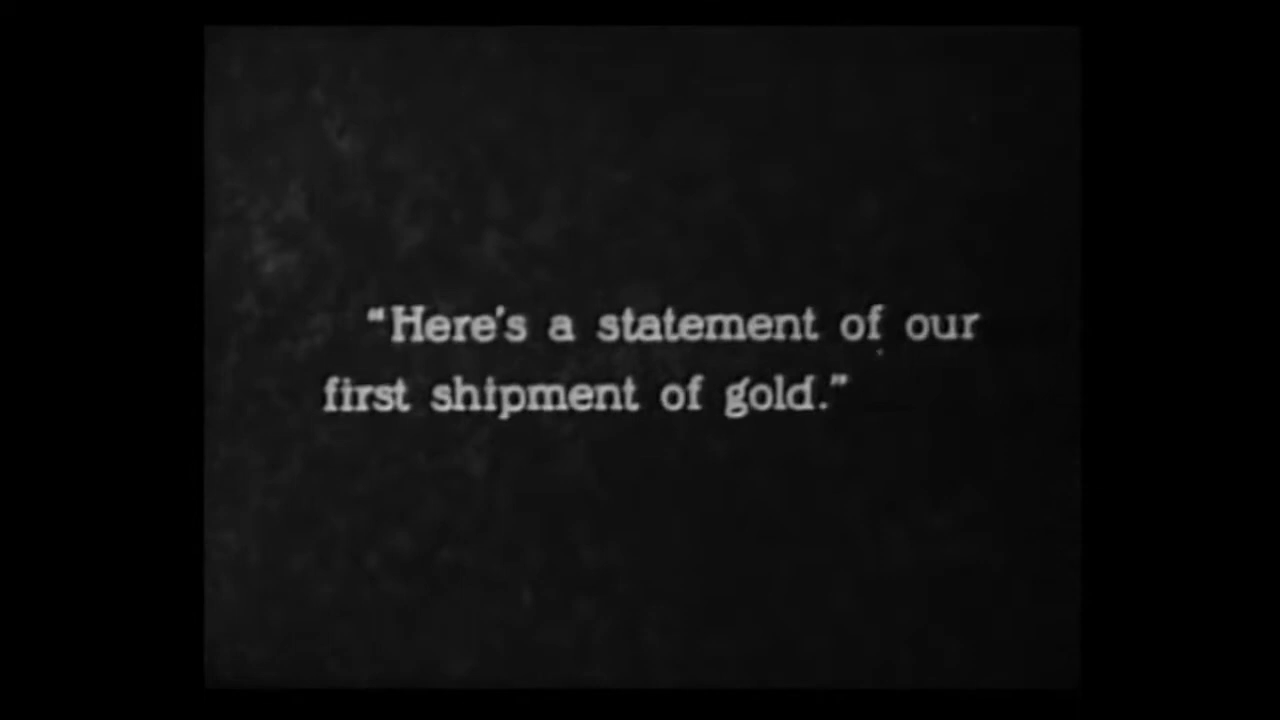 “Here's a statement of our
first shipment of gold.”